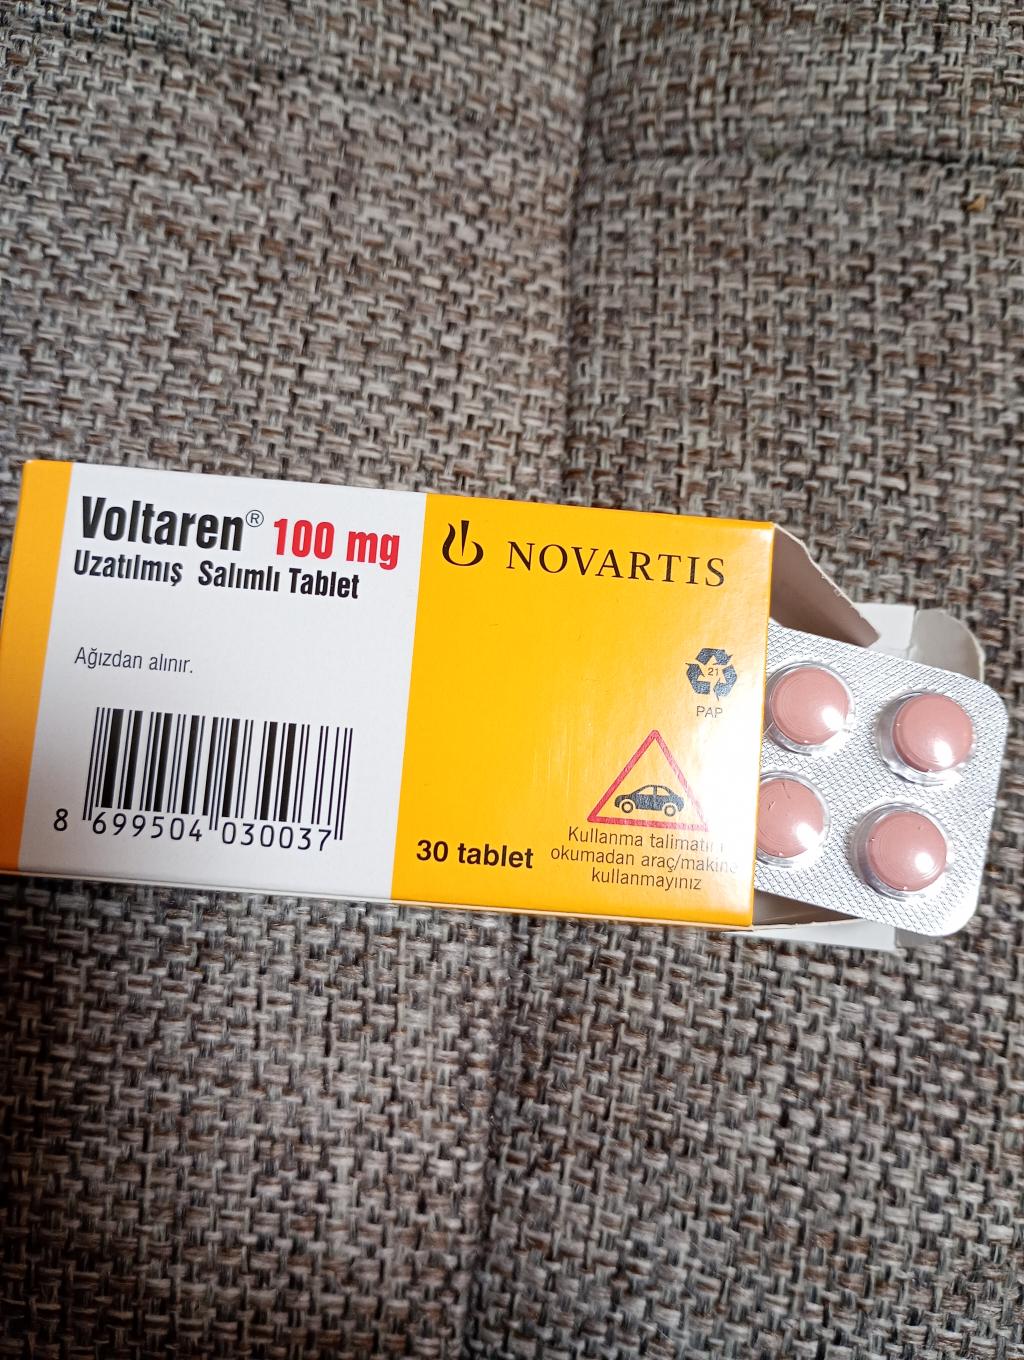 Voltaren® 100 mg
Uzatılmış Salımlı Tablet
Ağızdan alınır.
8 699504 030037
NOVARTIS
21
PAP
30 tablet
Kullanma talimatını
okumadan araç/makine
kullanmayınız